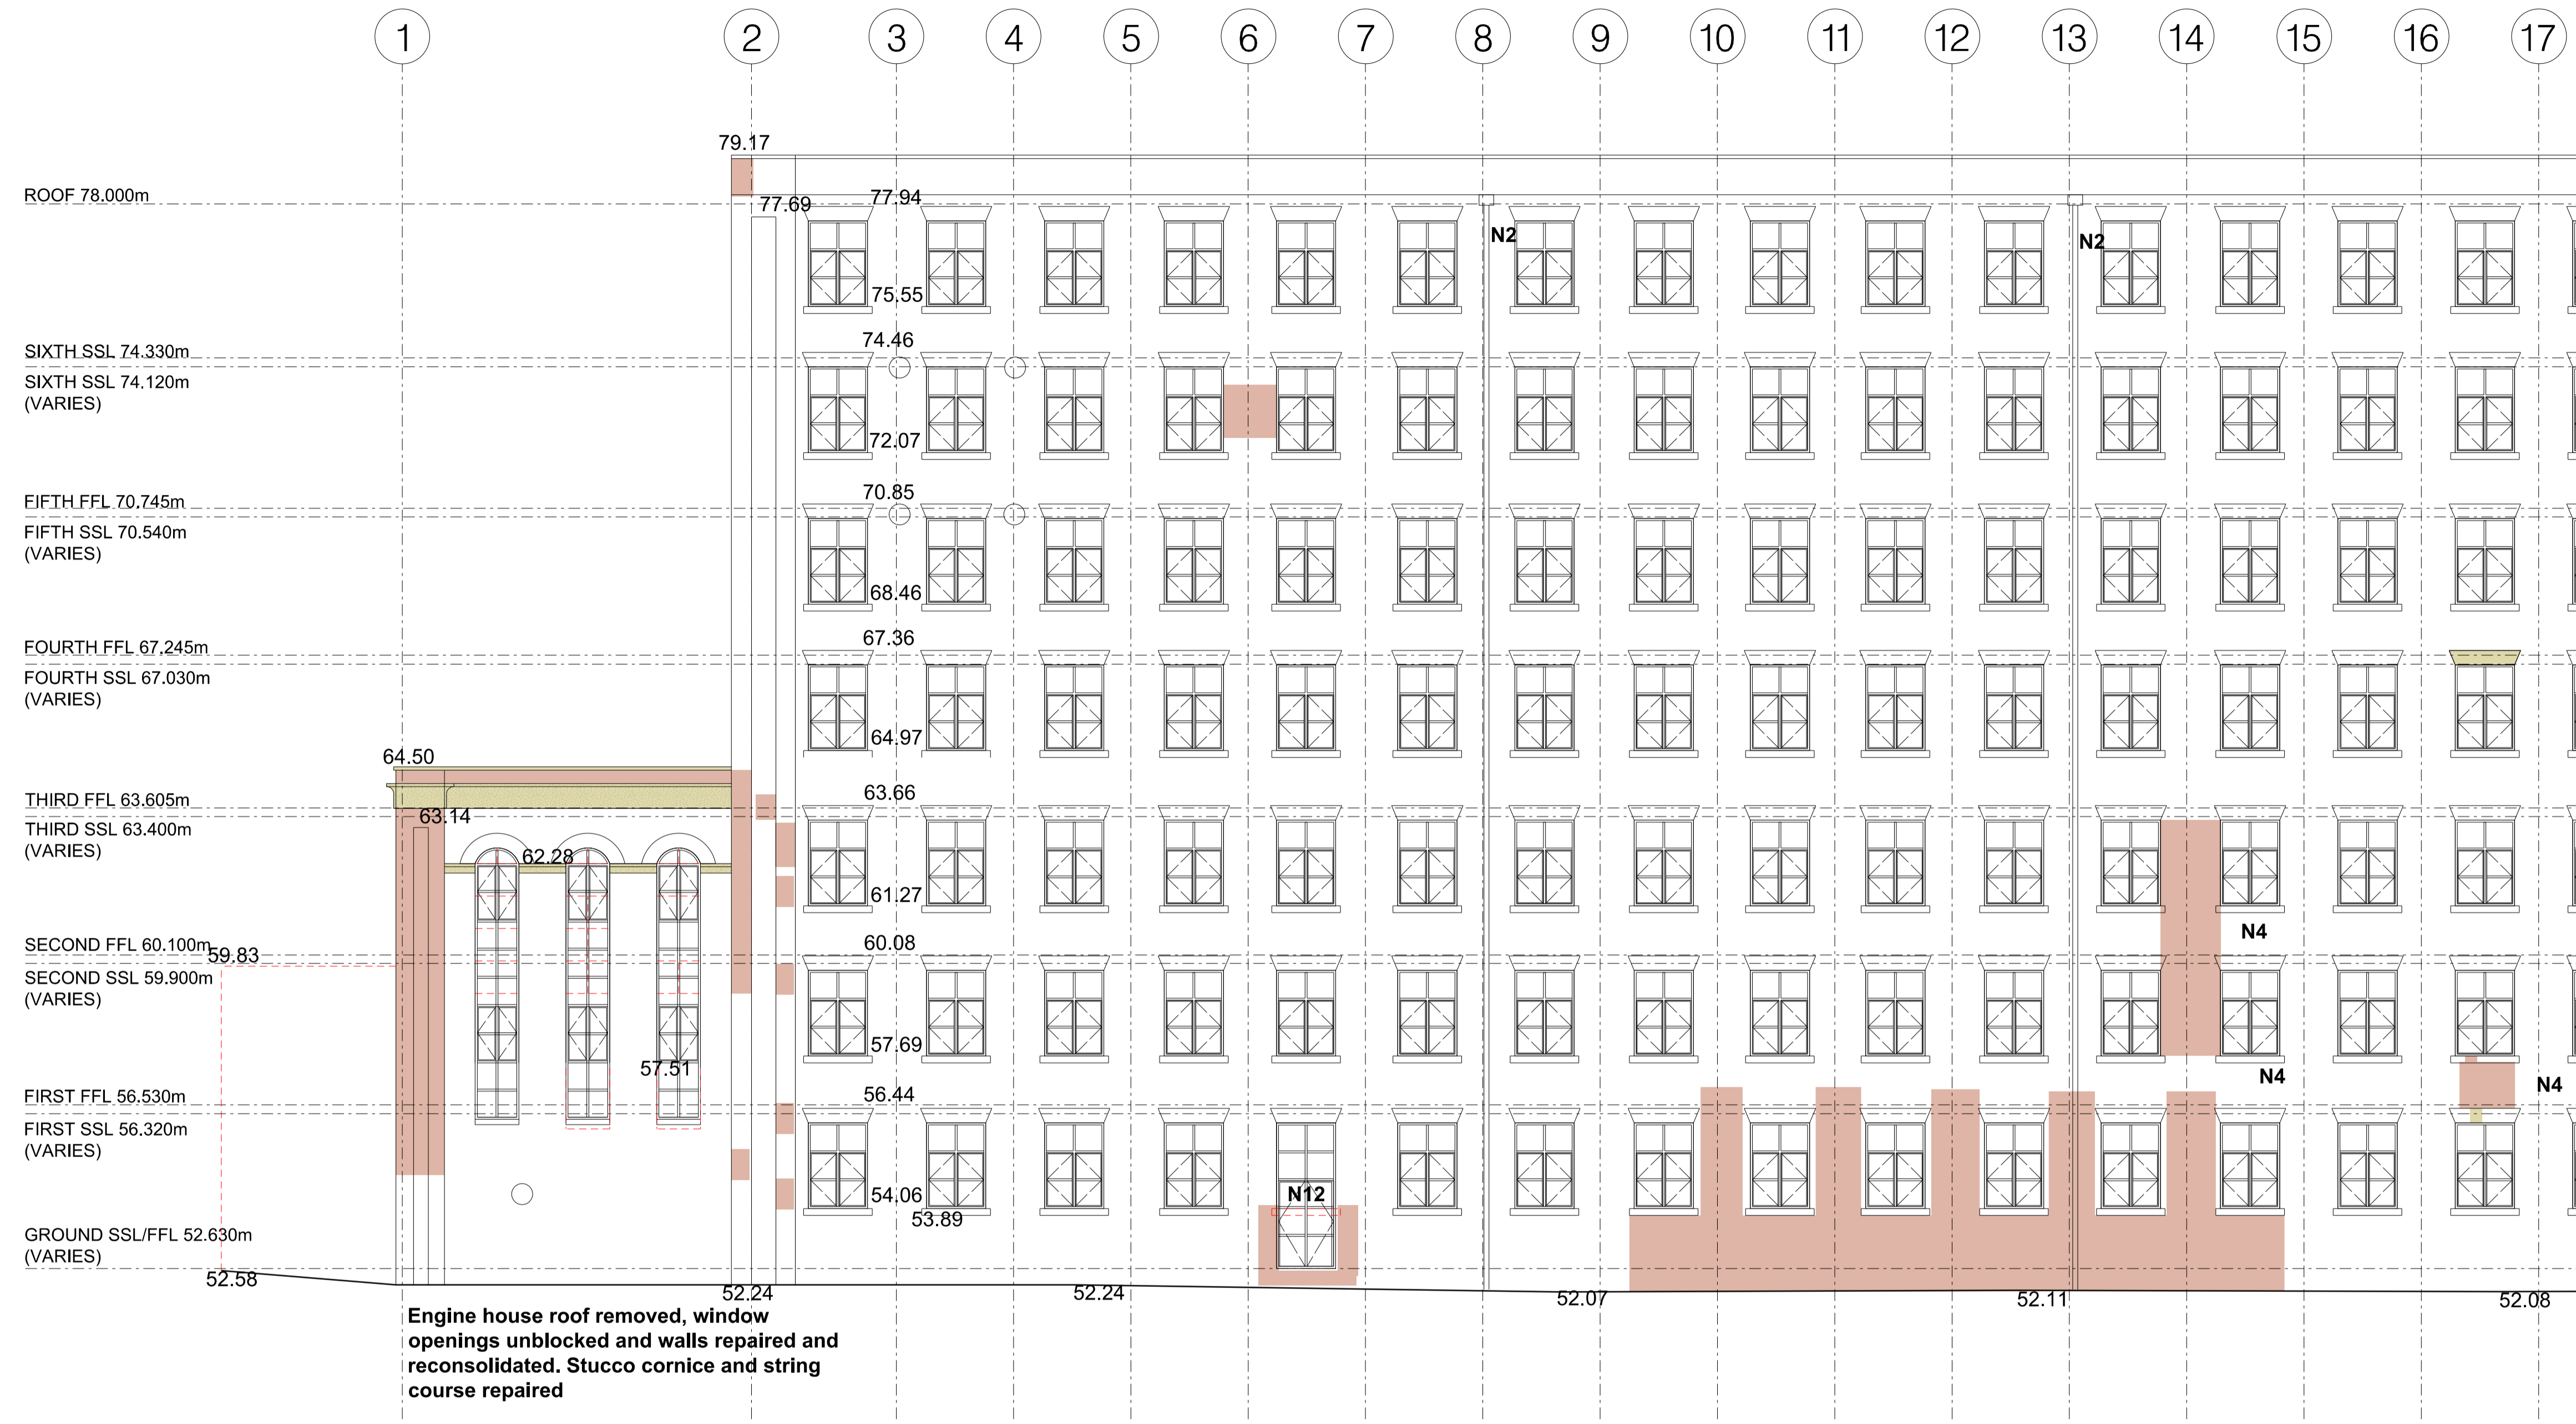 1 2 3 4 5 6 7 8 9 10 11 12 13 14 15 16 17
79.17
ROOF 78.000m
77.69
77.94
N2
N2
75.55
SIXTH SSL 74.330m
74.46
SIXTH SSL 74.120m
(VARIES)
72.07
FIFTH FFL 70.745m
70.85
FIFTH SSL 70.540m
(VARIES)
68.46
FOURTH FFL 67.245m
67.36
FOURTH SSL 67.030m
(VARIES)
64.97
64.50
THIRD FFL 63.605m
63.66
63.14
THIRD SSL 63.400m
(VARIES)
62.28
61.27
N4
SECOND FFL 60.100m
60.08
59.83
SECOND SSL 59.900m
(VARIES)
57.69
57.51
N4
N4
FIRST FFL 56.530m
56.44
FIRST SSL 56.320m
(VARIES)
54.06
N12
53.89
GROUND SSL/FFL 52.630m
(VARIES)
52.58
52.24
52.24
52.07
52.11
52.08
Engine house roof removed, window
openings unblocked and walls repaired and
reconsolidated. Stucco cornice and string
course repaired